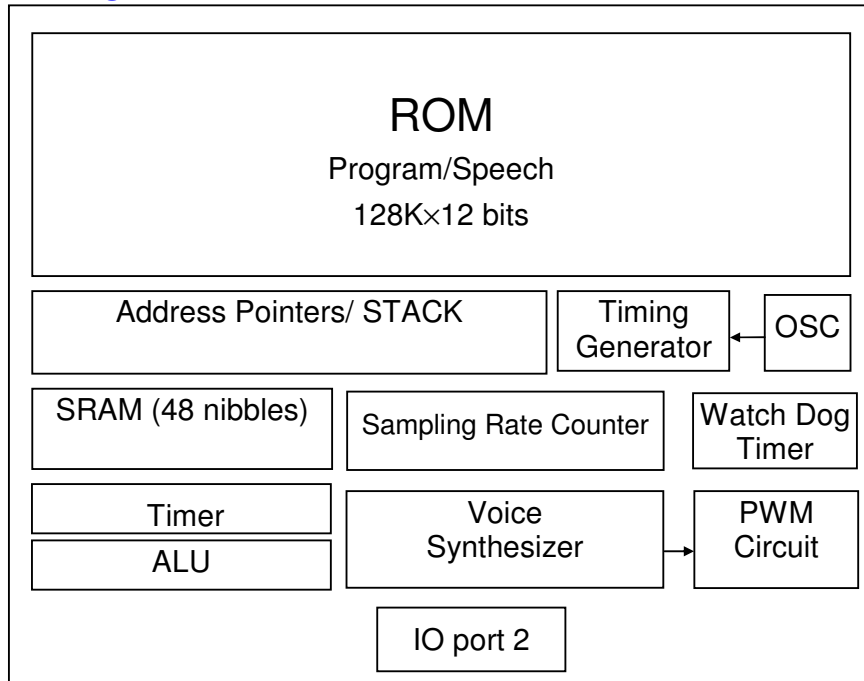 ROM
Program/Speech
128K×12 bits
Address Pointers/ STACK
Timing
Generator
OSC
SRAM (48 nibbles)
Sampling Rate Counter
Watch Dog
Timer
Timer
ALU
Voice
Synthesizer
PWM
Circuit
IO port 2